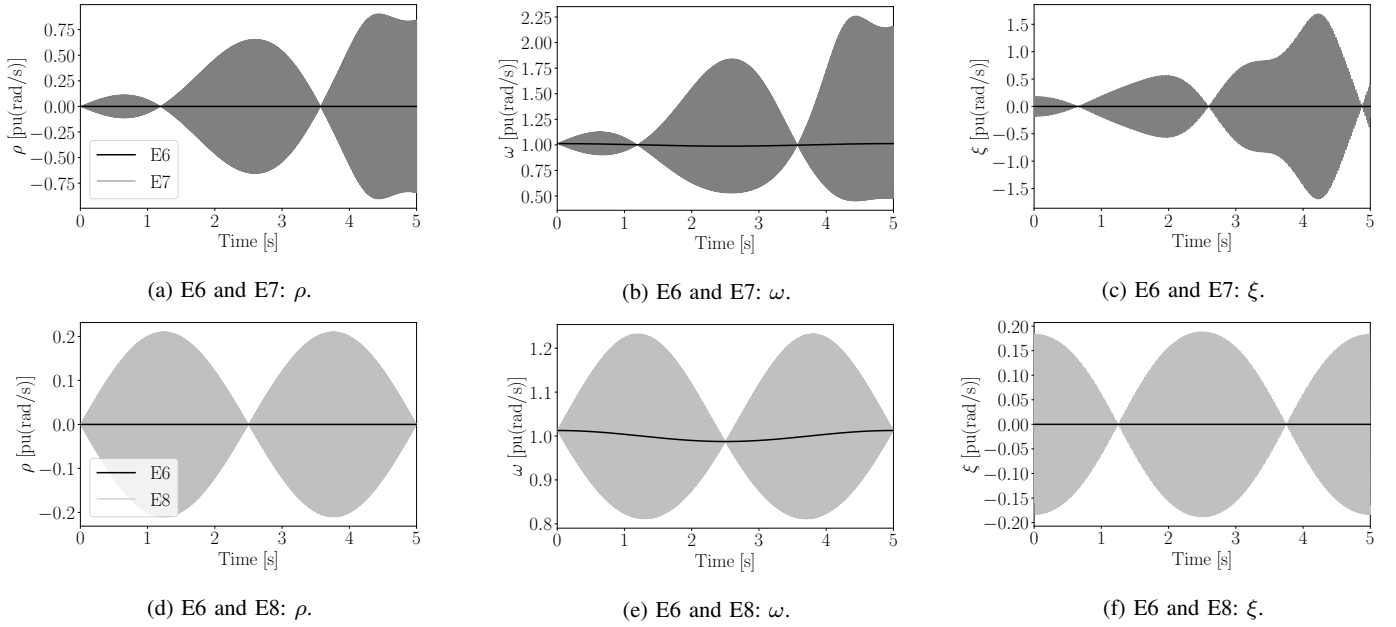 ρ [pu(rad/s)]
0.75
0.50
0.25
0.00
−0.25
−0.50
−0.75
E6
E7
0 1 2 3 4 5
Time [s]
(a) E6 and E7: ρ.
ω [pu(rad/s)]
2.25
2.00
1.75
1.50
1.25
1.00
0.75
0.50
0 1 2 3 4 5
Time [s]
(b) E6 and E7: ω.
ξ [pu(rad/s)]
1.5
1.0
0.5
0.0
−0.5
−1.0
−1.5
0 1 2 3 4 5
Time [s]
(c) E6 and E7: ξ.
ρ [pu(rad/s)]
0.2
0.1
0.0
−0.1
−0.2
E6
E8
0 1 2 3 4 5
Time [s]
(d) E6 and E8: ρ.
ω [pu(rad/s)]
1.2
1.1
1.0
0.9
0.8
0 1 2 3 4 5
Time [s]
(e) E6 and E8: ω.
ξ [pu(rad/s)]
0.20
0.15
0.10
0.05
0.00
−0.05
−0.10
−0.15
−0.20
0 1 2 3 4 5
Time [s]
(f) E6 and E8: ξ.